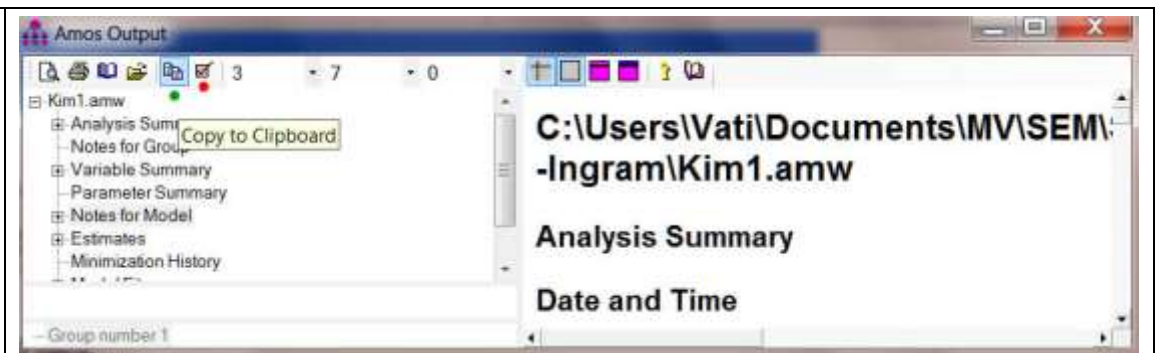 Amos Output
3 7 0
Kim1.amw
Analysis Sum
Notes for Group
Copy to Clipboard
Variable Summary
Parameter Summary
Notes for Model
Estimates
Minimization History
Group number 1
C:\Users\Vati\Documents\MV\SEM\
-Ingram\Kim1.amw
Analysis Summary
Date and Time